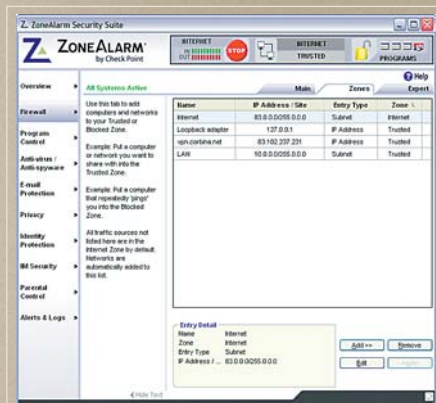 ZoneAlarm Security Suite
ZONEALARM®
by Check Point
INTERNET
IN
OUT
STOP
INTERNET
TRUSTED
PROGRAMS
Help
Overview
Firewall
Program Control
Anti-virus / Anti-spyware
E-mail Protection
Privacy
Identity Protection
IM Security
Parental Control
Alerts & Logs
All Systems Active
Use this tab to add
computers and networks
to your Trusted or
Blocked Zone.
Example: Put a computer
or network you want to
share with into the
Trusted Zone.
Example: Put a computer
that repeatedly 'pings'
you into the Blocked
Zone.
All traffic sources not
listed here are in the
Internet Zone by default.
Networks are
automatically added to
this list.
Main Zones Expert
Name IP Address / Site Entry Type Zone
Internet 83.0.0.0/255.0.0.0 Subnet Internet
Loopback adapter 127.0.0.1 IP Address Trusted
vpn.corbina.net 83.102.237.231 IP Address Trusted
LAN 10.0.0.0/255.0.0.0 Subnet Trusted
Entry Detail
Name Internet
Zone Internet
Entry Type Subnet
IP Address / ... 83.0.0.0/255.0.0.0
Add >> Remove
Edit Apply
Hide Text